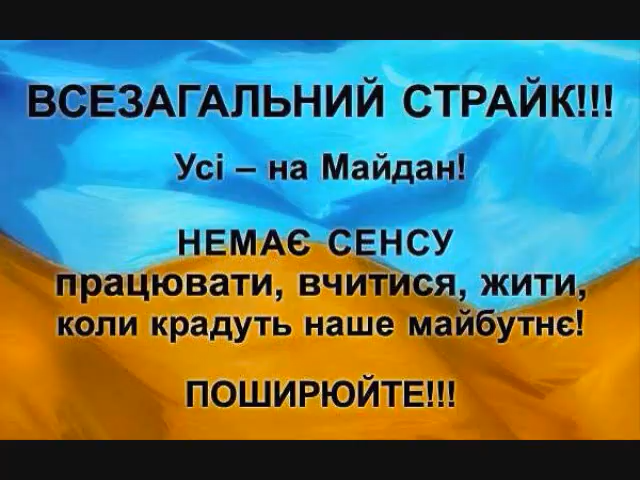 ВСЕЗАГАЛЬНИЙ СТРАЙК!!!
Усі – на Майдан!
НЕМАЄ СЕНСУ
працювати, вчитися, жити,
коли крадуть наше майбутнє!
ПОШИРЮЙТЕ!!!